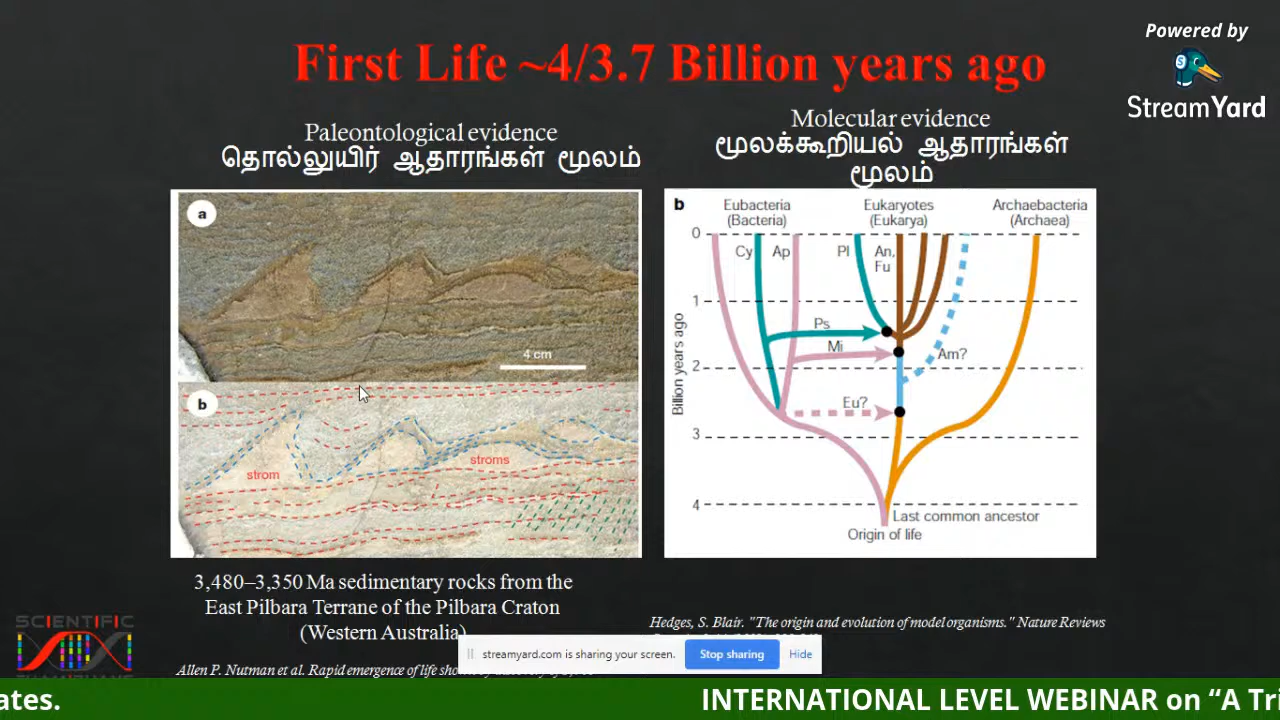 Powered by
StreamYard
First Life ~4/3.7 Billion years ago
Paleontological evidence
தொல்லுயிர் ஆதாரங்கள் மூலம்
Molecular evidence
மூலக்கூறியல் ஆதாரங்கள்
மூலம்
a
4 cm
b
strom
stroms
b
Eubacteria
(Bacteria)
Eukaryotes
(Eukarya)
Archaebacteria
(Archaea)
0
Cy
Ap
Pl
An,
Fu
1
Ps
Mi
Am?
2
Eu?
3
4
Billion years ago
Last common ancestor
Origin of life
3,480–3,350 Ma sedimentary rocks from the
East Pilbara Terrane of the Pilbara Craton
(Western Australia)
Hedges, S. Blair. "The origin and evolution of model organisms." Nature Reviews
streamyard.com is sharing your screen.
Stop sharing
Hide
Allen P. Nutman et al. Rapid emergence of life
SCIENTIFIC
ates.
INTERNATIONAL LEVEL WEBINAR on “A Tri